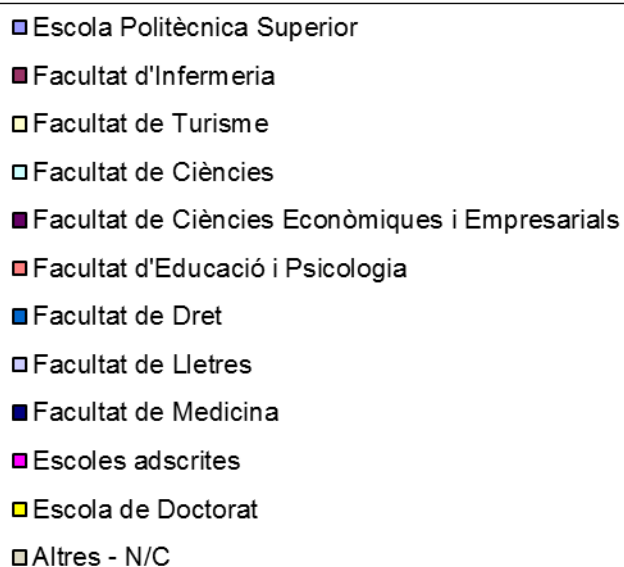 Escola Politècnica Superior
Facultat d'Infermeria
Facultat de Turisme
Facultat de Ciències
Facultat de Ciències Econòmiques i Empresarials
Facultat d'Educació i Psicologia
Facultat de Dret
Facultat de Lletres
Facultat de Medicina
Escoles adscrites
Escola de Doctorat
Altres - N/C